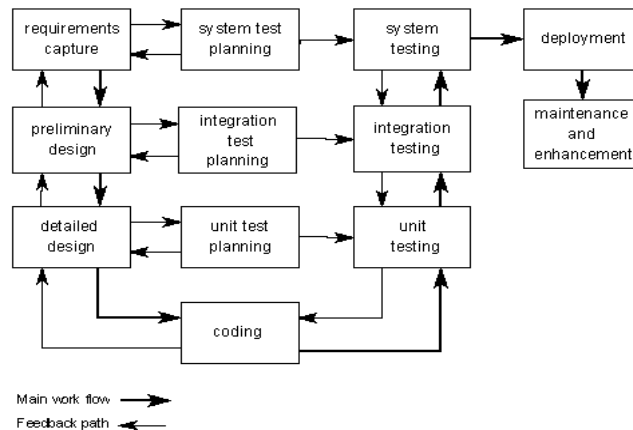 requirements
capture
system test
planning
system
testing
deployment
preliminary
design
integration
test
planning
integration
testing
maintenance
and
enhancement
detailed
design
unit test
planning
unit
testing
coding
Main work flow
Feedback path